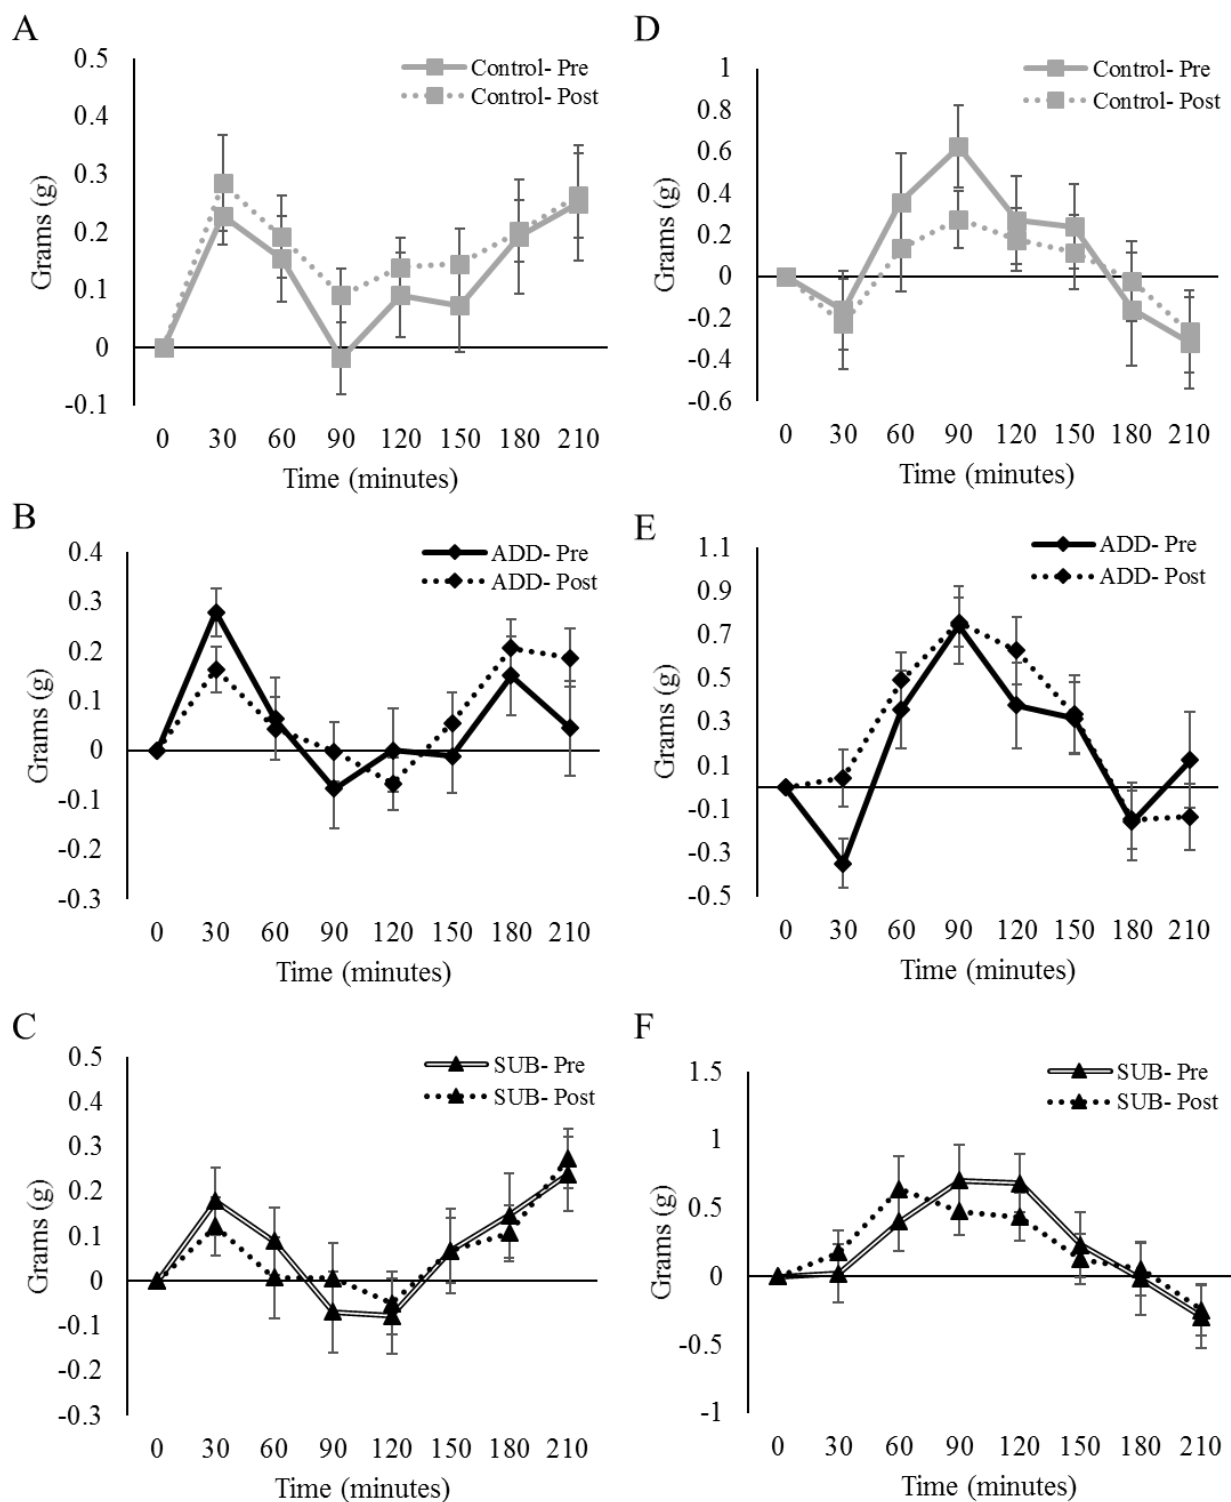 A
Control- Pre
Control- Post
0.5
0.4
0.3
0.2
0.1
0
-0.1
Grams (g)
0 30 60 90 120 150 180 210
Time (minutes)
D
Control- Pre
Control- Post
1
0.8
0.6
0.4
0.2
0
-0.2
-0.4
-0.6
Grams (g)
0 30 60 90 120 150 180 210
Time (minutes)
B
ADD- Pre
ADD- Post
0.4
0.3
0.2
0.1
0
-0.1
-0.2
-0.3
Grams (g)
0 30 60 90 120 150 180 210
Time (minutes)
E
ADD- Pre
ADD- Post
1.1
0.9
0.7
0.5
0.3
0.1
-0.1
-0.3
-0.5
Grams (g)
0 30 60 90 120 150 180 210
Time (minutes)
C
SUB- Pre
SUB- Post
0.5
0.4
0.3
0.2
0.1
0
-0.1
-0.2
-0.3
Grams (g)
0 30 60 90 120 150 180 210
Time (minutes)
F
SUB- Pre
SUB- Post
1.5
1
0.5
0
-0.5
-1
Grams (g)
0 30 60 90 120 150 180 210
Time (minutes)